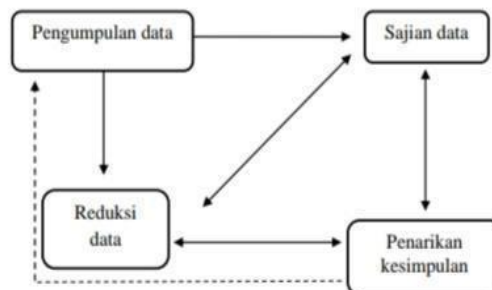 Pengumpulan data
Sajian data
Reduksi
data
Penarikan
kesimpulan